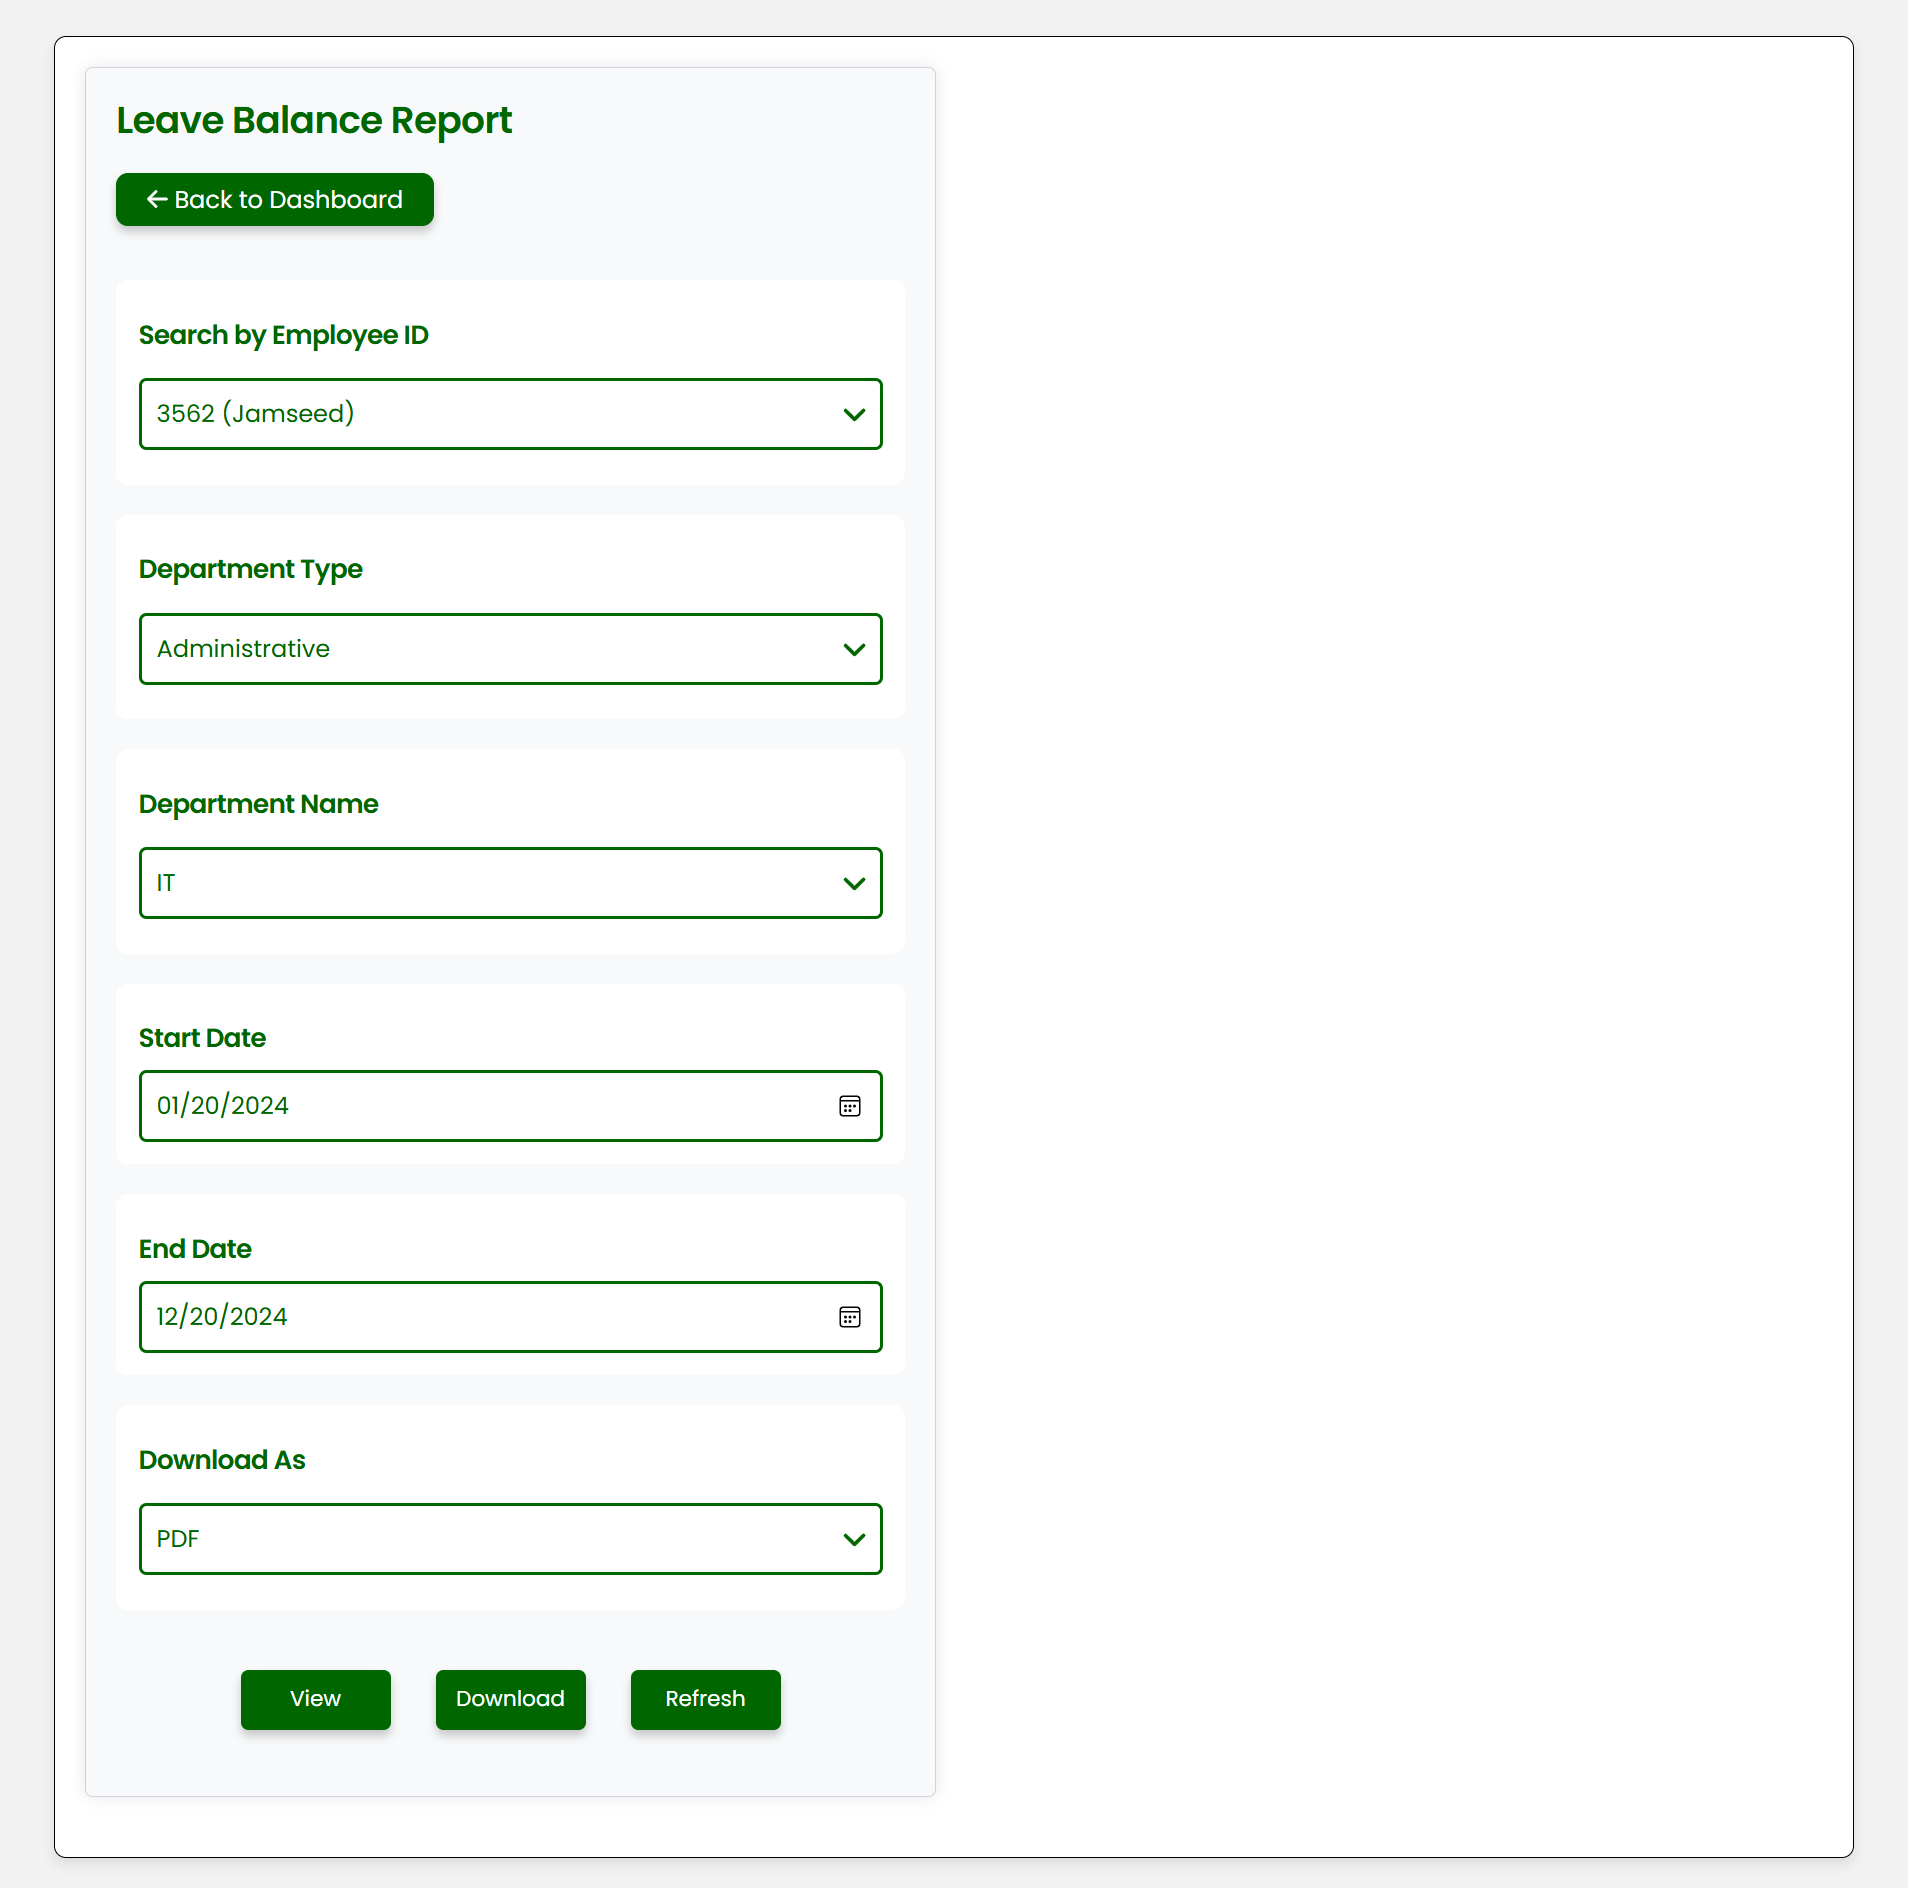 Leave Balance Report
Back to Dashboard
Search by Employee ID
3562 (Jamseed)
Department Type
Administrative
Department Name
IT
Start Date
01/20/2024
End Date
12/20/2024
Download As
PDF
View Download Refresh